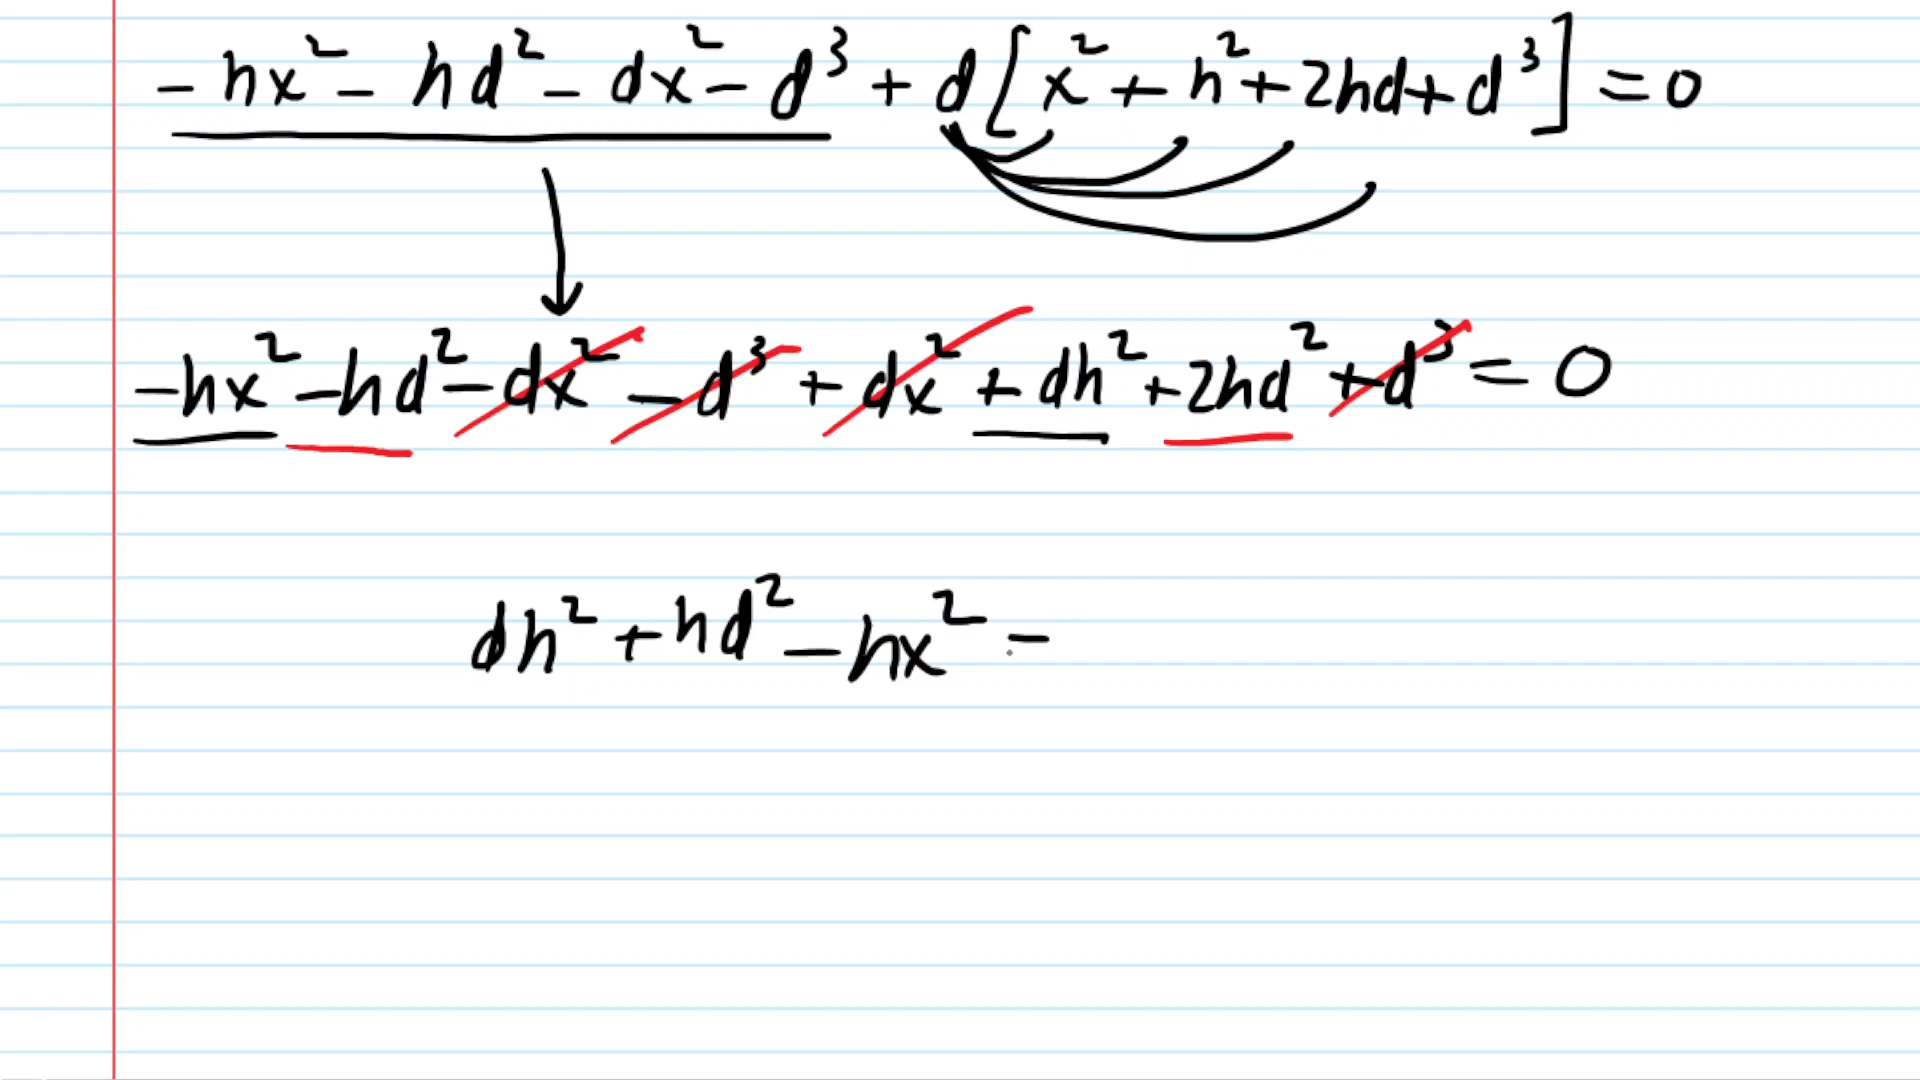 - hx² - hd² - dx² - d³ + d[x² + h² + 2hd + d³] = 0
-hx² - hd² - dx² - d³ + dx² + dh² + 2hd² + d³ = 0
dh² + hd² - hx² -